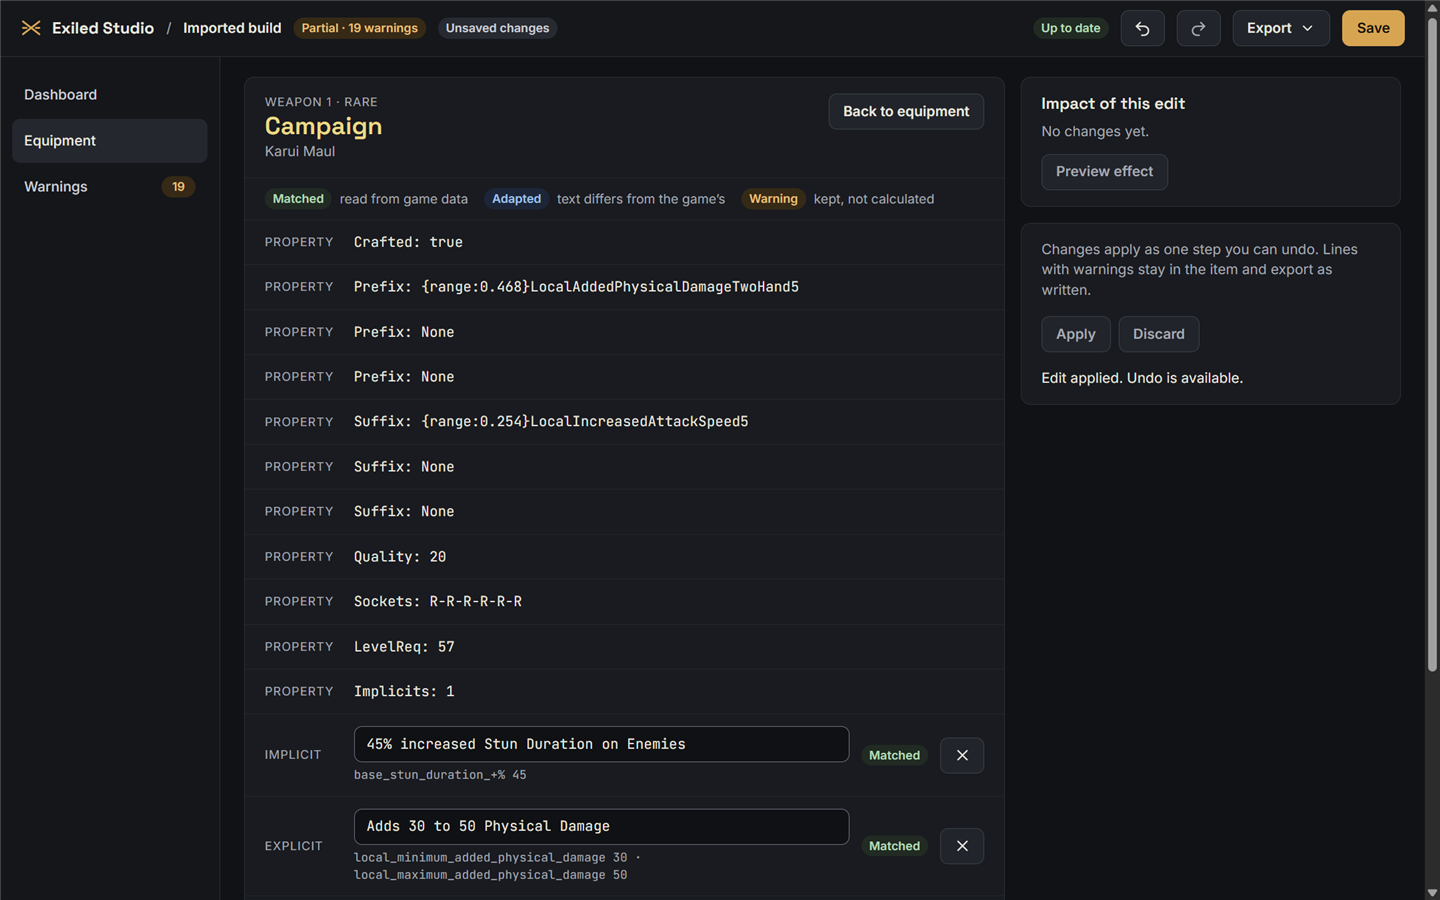 Exiled Studio / Imported build Partial · 19 warnings Unsaved changes Up to date Export Save
Dashboard
Equipment
Warnings 19
WEAPON 1 · RARE
Campaign
Karui Maul
Back to equipment
Matched read from game data Adapted text differs from the game’s Warning kept, not calculated
PROPERTY Crafted: true
PROPERTY Prefix: {range:0.468}LocalAddedPhysicalDamageTwoHand5
PROPERTY Prefix: None
PROPERTY Prefix: None
PROPERTY Suffix: {range:0.254}LocalIncreasedAttackSpeed5
PROPERTY Suffix: None
PROPERTY Suffix: None
PROPERTY Quality: 20
PROPERTY Sockets: R-R-R-R-R-R
PROPERTY LevelReq: 57
PROPERTY Implicits: 1
IMPLICIT 45% increased Stun Duration on Enemies Matched
base_stun_duration_+% 45
EXPLICIT Adds 30 to 50 Physical Damage Matched
local_minimum_added_physical_damage 30 ·
local_maximum_added_physical_damage 50
Impact of this edit
No changes yet.
Preview effect
Changes apply as one step you can undo. Lines
with warnings stay in the item and export as
written.
Apply Discard
Edit applied. Undo is available.